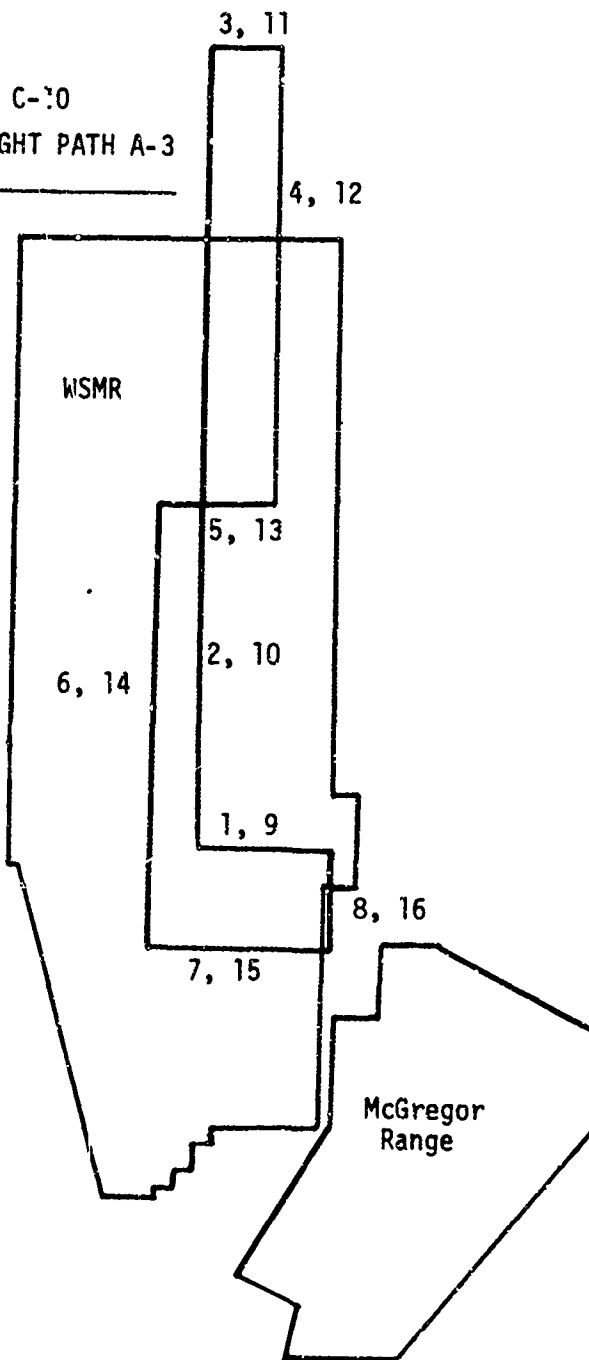 3, 11
C-10
GHT PATH A-3
4, 12
WSMR
5, 13
2, 10
6, 14
1, 9
8, 16
7, 15
McGregor
Range